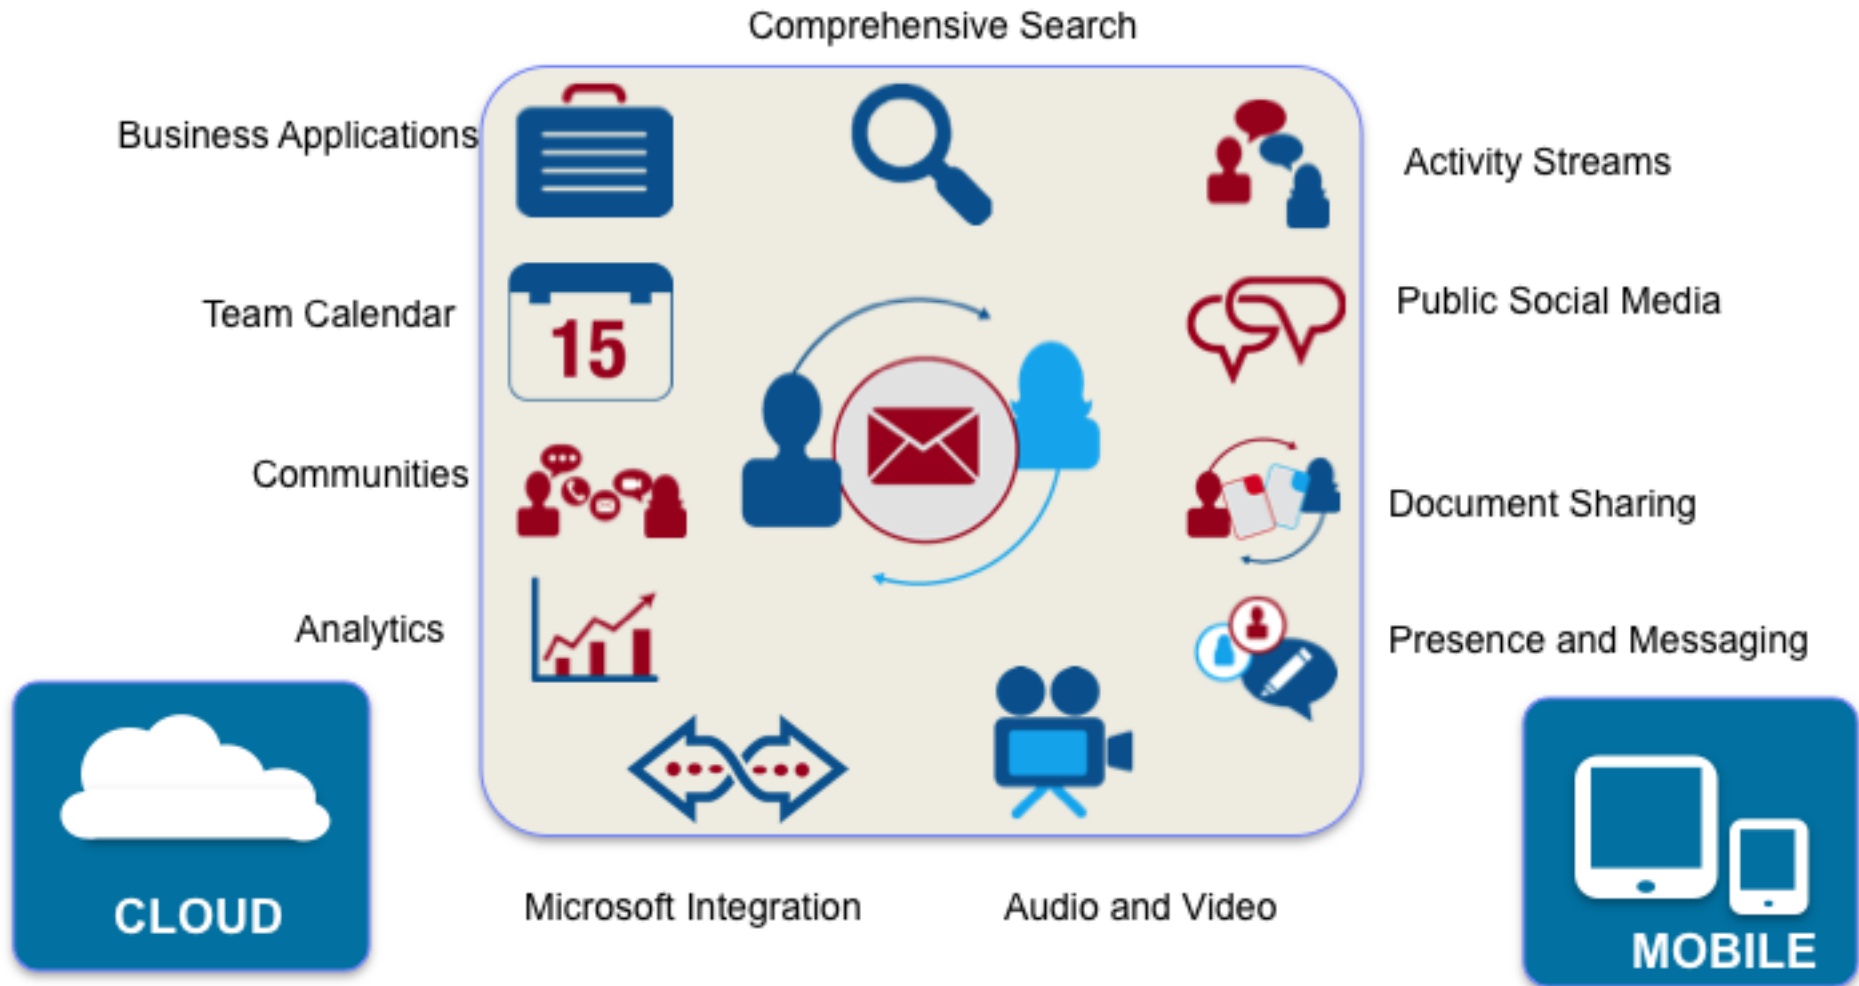 Comprehensive Search
Business Applications
Activity Streams
Team Calendar
15
Public Social Media
Communities
Document Sharing
Analytics
Presence and Messaging
CLOUD
Microsoft Integration
Audio and Video
MOBILE